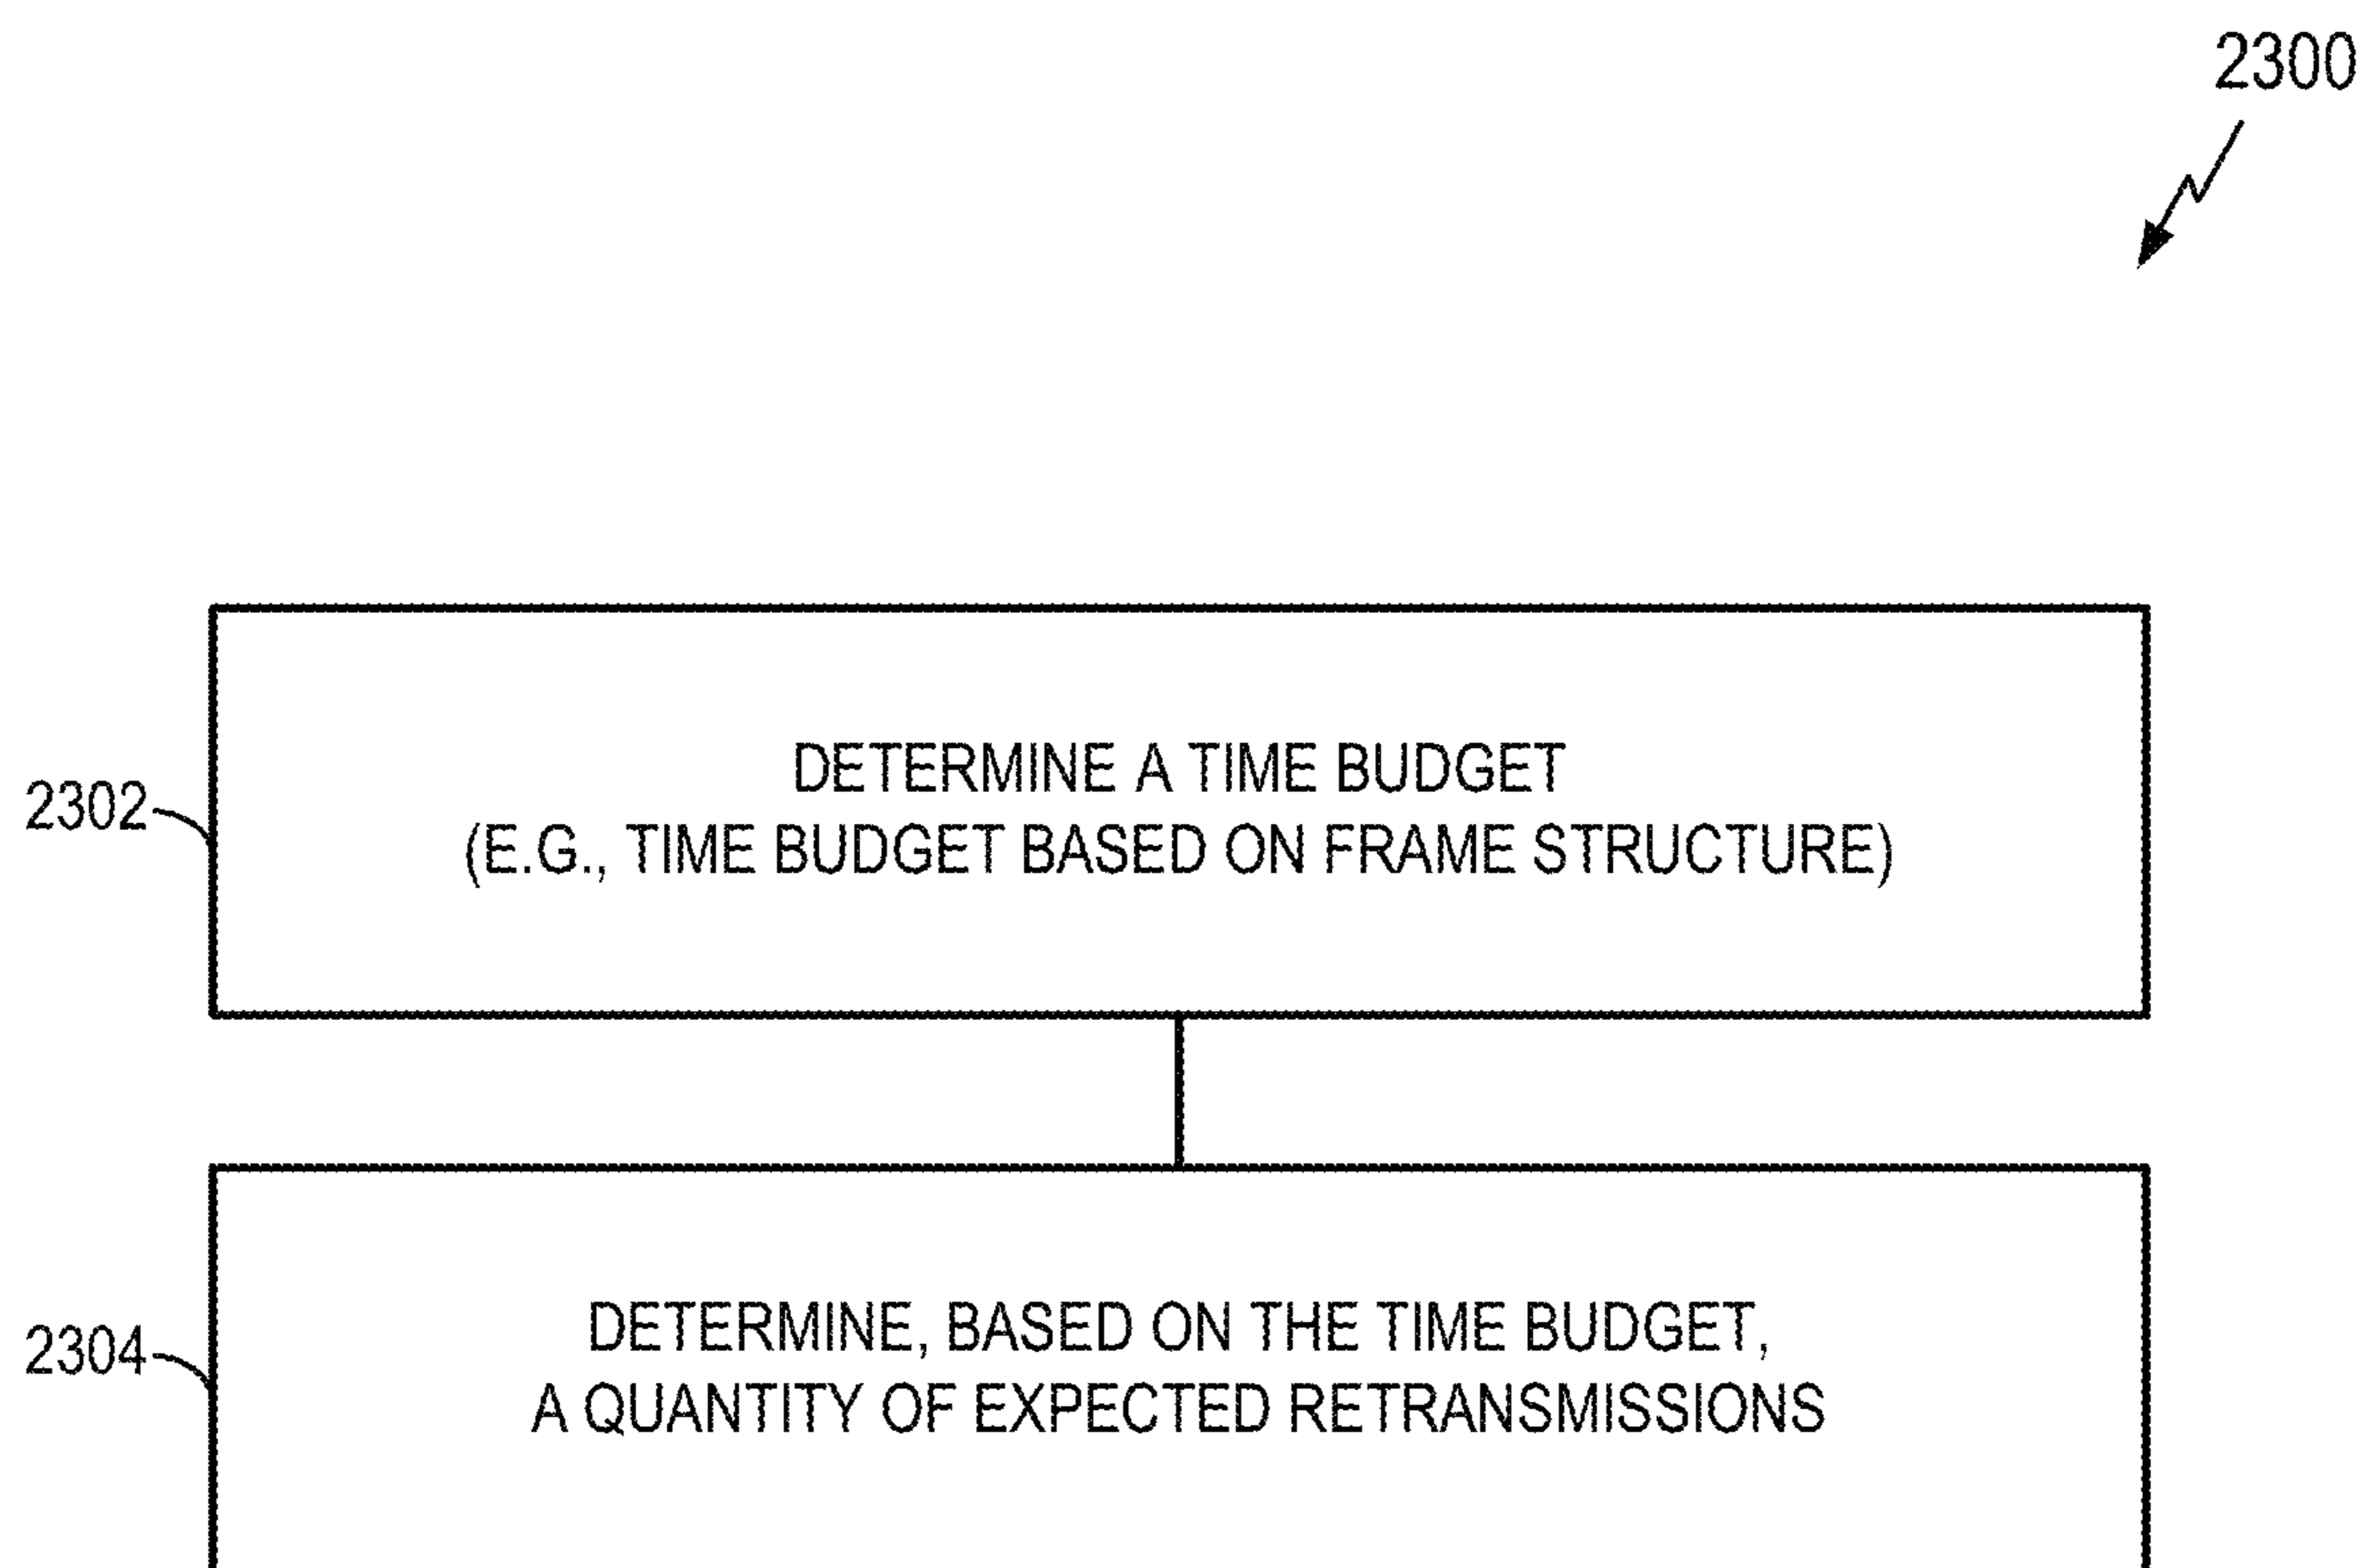 2300
2302
DETERMINE A TIME BUDGET
(E.G., TIME BUDGET BASED ON FRAME STRUCTURE)
2304
DETERMINE, BASED ON THE TIME BUDGET,
A QUANTITY OF EXPECTED RETRANSMISSIONS